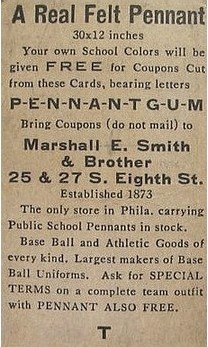 A Real Felt Pennant
30x12 inches
Your own School Colors will be
given FREE for Coupons Cut
from these Cards, bearing letters
P-E-N-N-A-N-T-G-U-M
Bring Coupons (do not mail) to
Marshall E. Smith
& Brother
25 & 27 S. Eighth St.
Established 1873
The only store in Phila. carrying
Public School Pennants in stock.
Base Ball and Athletic Goods of
every kind. Largest makers of Base
Ball Uniforms. Ask for SPECIAL
TERMS on a complete team outfit
with PENNANT ALSO FREE.
T